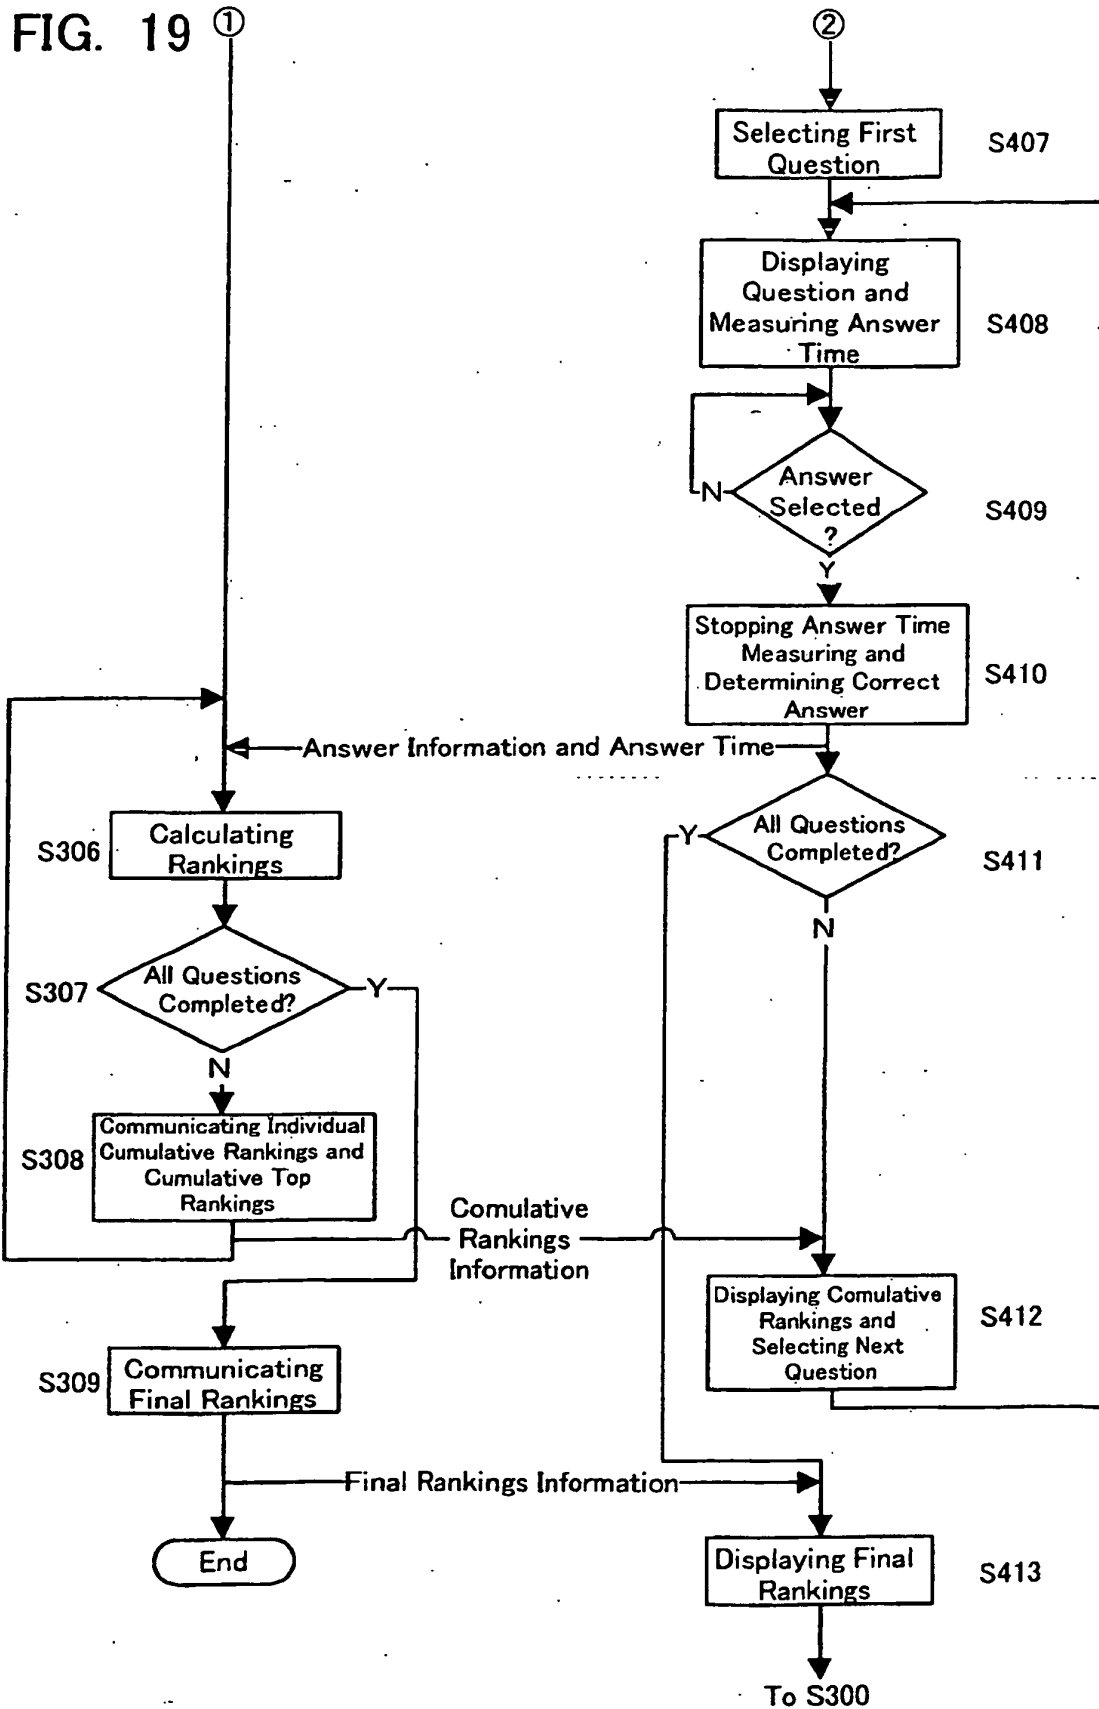 FIG. 19
①
②
Selecting First
Question
S407
Displaying
Question and
Measuring Answer
Time
S408
Answer
Selected
?
N
S409
Y
Stopping Answer Time
Measuring and
Determining Correct
Answer
S410
Answer Information and Answer Time
S306
Calculating
Rankings
Y
All Questions
Completed?
S411
N
S307
All Questions
Completed?
Y
N
S308
Communicating Individual
Cumulative Rankings and
Cumulative Top
Rankings
Comulative
Rankings
Information
Displaying Comulative
Rankings and
Selecting Next
Question
S412
S309
Communicating
Final Rankings
Final Rankings Information
End
Displaying Final
Rankings
S413
To S300